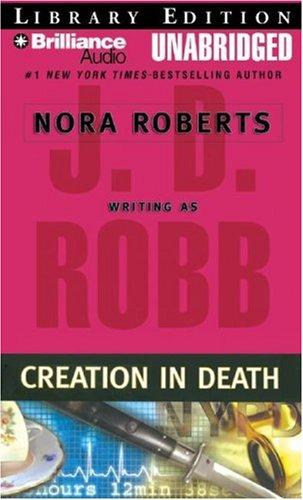 LIBRARY EDITION
Brilliance Audio
UNABRIDGED
#1 NEW YORK TIMES-BESTSELLING AUTHOR
NORA ROBERTS
J. D.
WRITING AS
ROBB
CREATION IN DEATH
NYPD
hours 12min 38sec